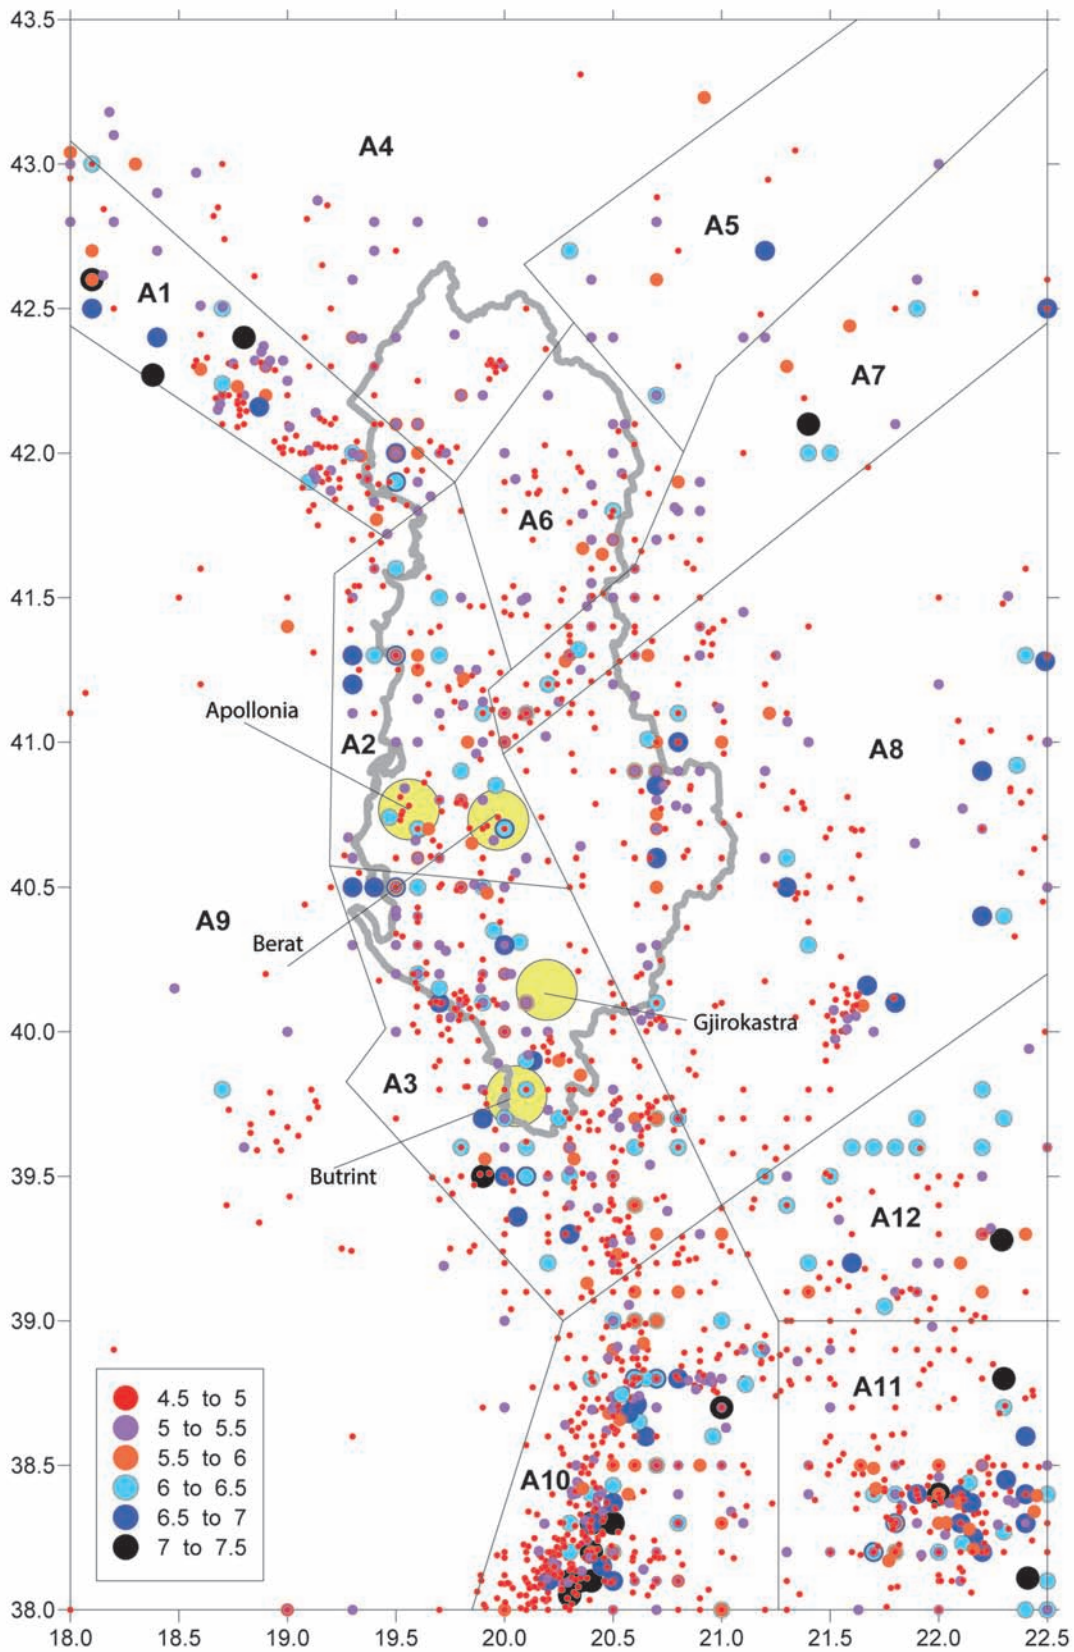 43.5
A4
43.0
A5
A1
42.5
A7
42.0
A6
41.5
Apollonia
A2
41.0
A8
40.5
A9
Berat
Gjirokastra
40.0
A3
39.5
Butrint
A12
39.0
A11
4.5 to 5
5 to 5.5
5.5 to 6
6 to 6.5
6.5 to 7
7 to 7.5
38.5
A10
38.0
18.0 18.5 19.0 19.5 20.0 20.5 21.0 21.5 22.0 22.5